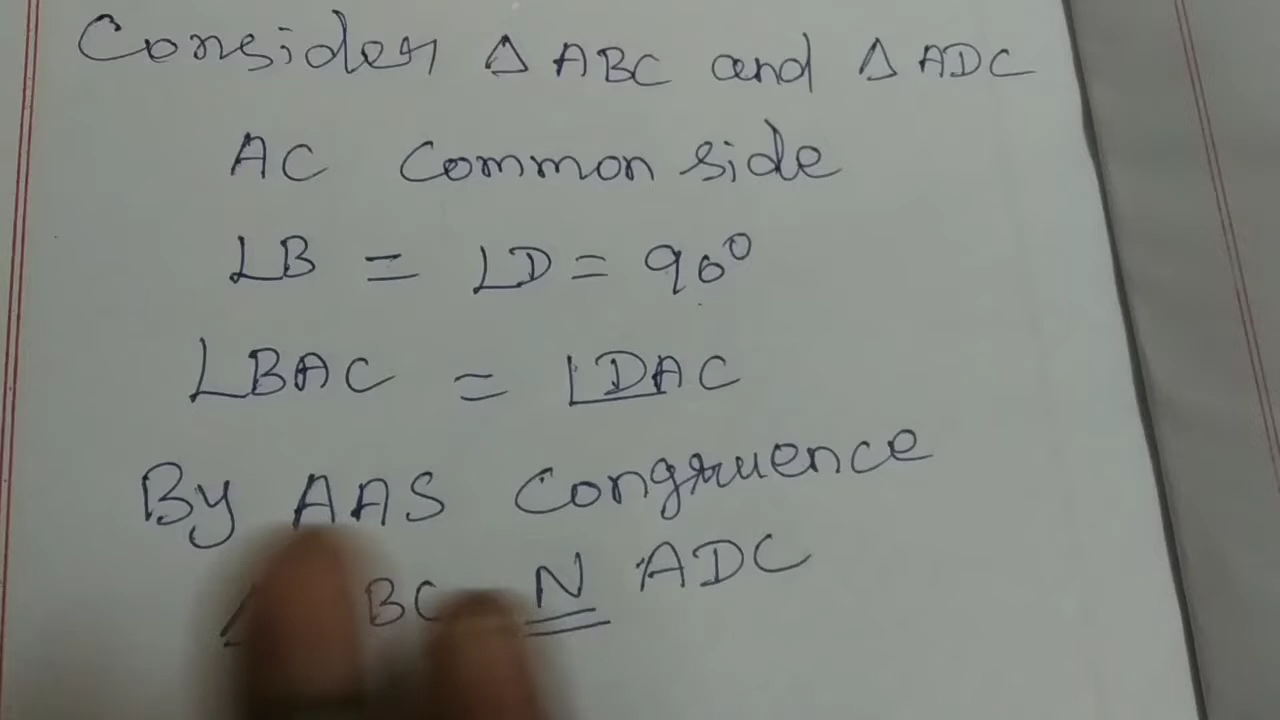 Consider Δ ABC and Δ ADC
AC Common side
∠B = ∠D = 90°
∠BAC = ∠DAC
By AAS Congruence
BC ≅ ADC